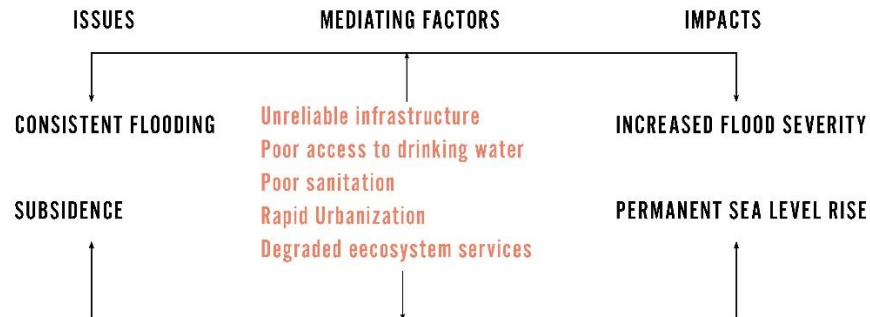 ISSUES
MEDIATING FACTORS
IMPACTS
CONSISTENT FLOODING
SUBSIDENCE
Unreliable infrastructure
Poor access to drinking water
Poor sanitation
Rapid Urbanization
Degraded eecosystem services
INCREASED FLOOD SEVERITY
PERMANENT SEA LEVEL RISE